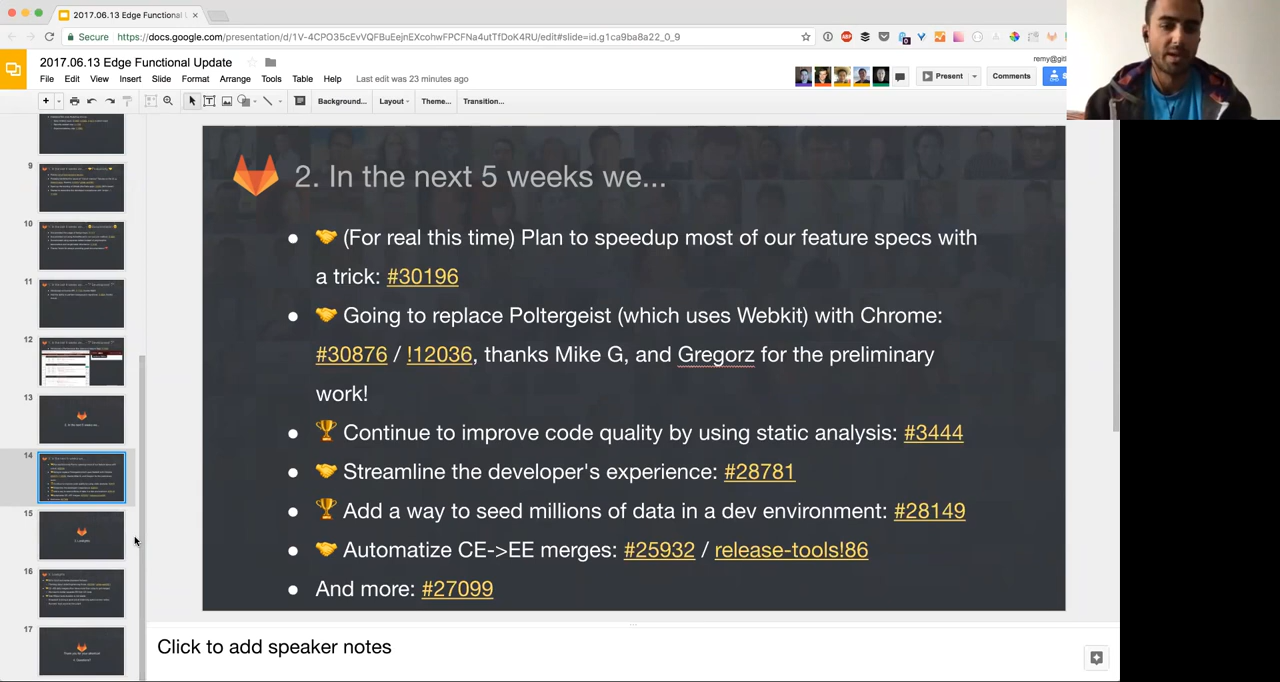 2017.06.13 Edge Functional U
Secure
https://docs.google.com/presentation/d/1V-4CPO35cEvVQFBuEejnEXcohwFPCFNa4utTfDoK4RU/edit#slide=id.g1ca9ba8a22_0_9
2017.06.13 Edge Functional Update
remy@gitl
File Edit View Insert Slide Format Arrange Tools Table Help Last edit was 23 minutes ago
Present
Comments
S
Background... Layout Theme... Transition...
2. In the next 5 weeks we...
(For real this time) Plan to speedup most of our feature specs with
a trick: #30196
Going to replace Poltergeist (which uses Webkit) with Chrome:
#30876 / !12036, thanks Mike G, and Gregorz for the preliminary
work!
Continue to improve code quality by using static analysis: #3444
Streamline the developer's experience: #28781
Add a way to seed millions of data in a dev environment: #28149
Automatize CE->EE merges: #25932 / release-tools!86
And more: #27099
9
10
11
12
13
14
15
16
17
Click to add speaker notes